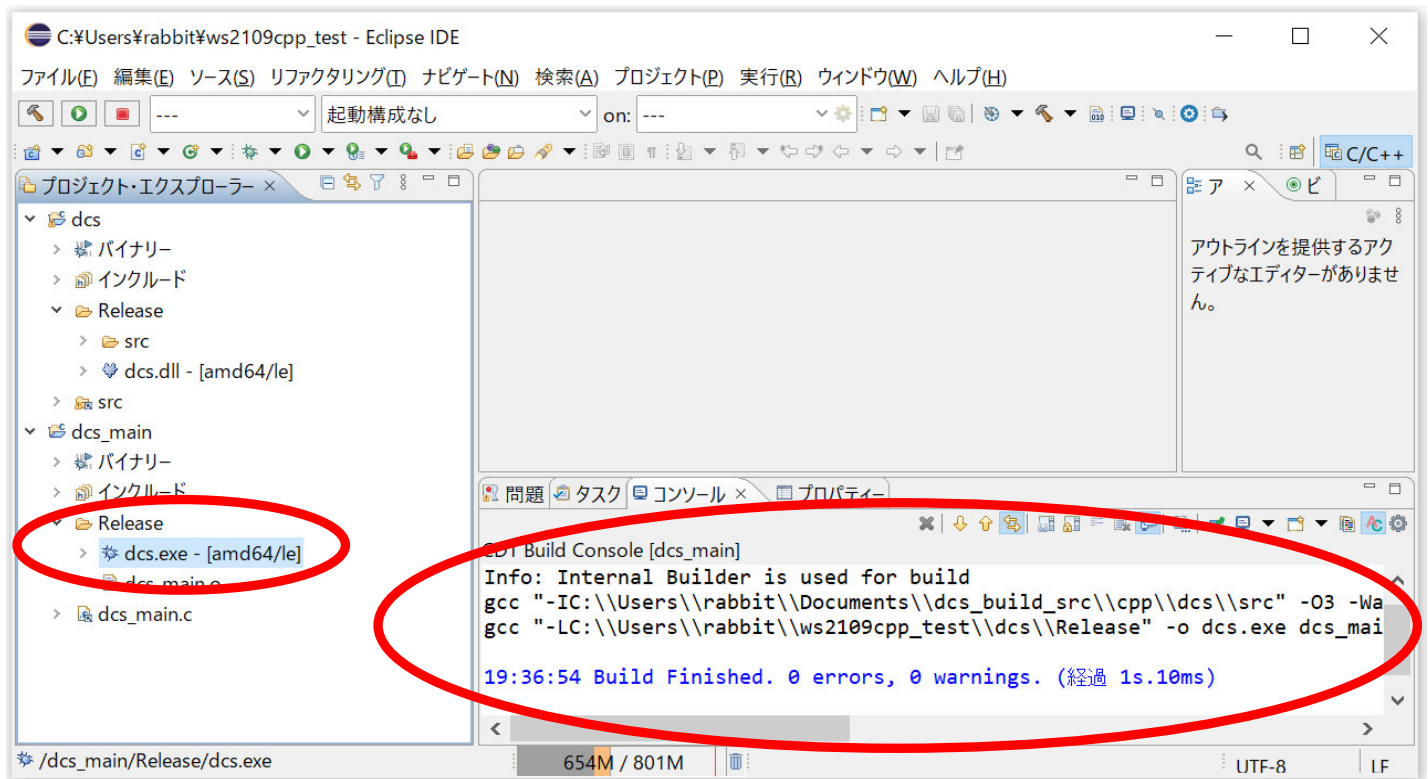 C:¥Users¥rabbit¥ws2109cpp_test - Eclipse IDE
ファイル(F) 編集(E) ソース(S) リファクタリング(T) ナビゲート(N) 検索(A) プロジェクト(P) 実行(R) ウィンドウ(W) ヘルプ(H)
--- 起動構成なし on: ---
C/C++
プロジェクト・エクスプローラー
dcs
バイナリー
インクルード
Release
src
dcs.dll - [amd64/le]
src
dcs_main
バイナリー
インクルード
Release
dcs.exe - [amd64/le]
dcs_main.o
dcs_main.c
ア ビ
アウトラインを提供するアク
ティブなエディターがありませ
ん。
問題 タスク コンソール プロパティー
CDT Build Console [dcs_main]
Info: Internal Builder is used for build
gcc "-IC:\\Users\\rabbit\\Documents\\dcs_build_src\\cpp\\dcs\\src" -O3 -Wa
gcc "-LC:\\Users\\rabbit\\ws2109cpp_test\\dcs\\Release" -o dcs.exe dcs_mai
19:36:54 Build Finished. 0 errors, 0 warnings. (経過 1s.10ms)
/dcs_main/Release/dcs.exe 654M / 801M UTF-8 LF